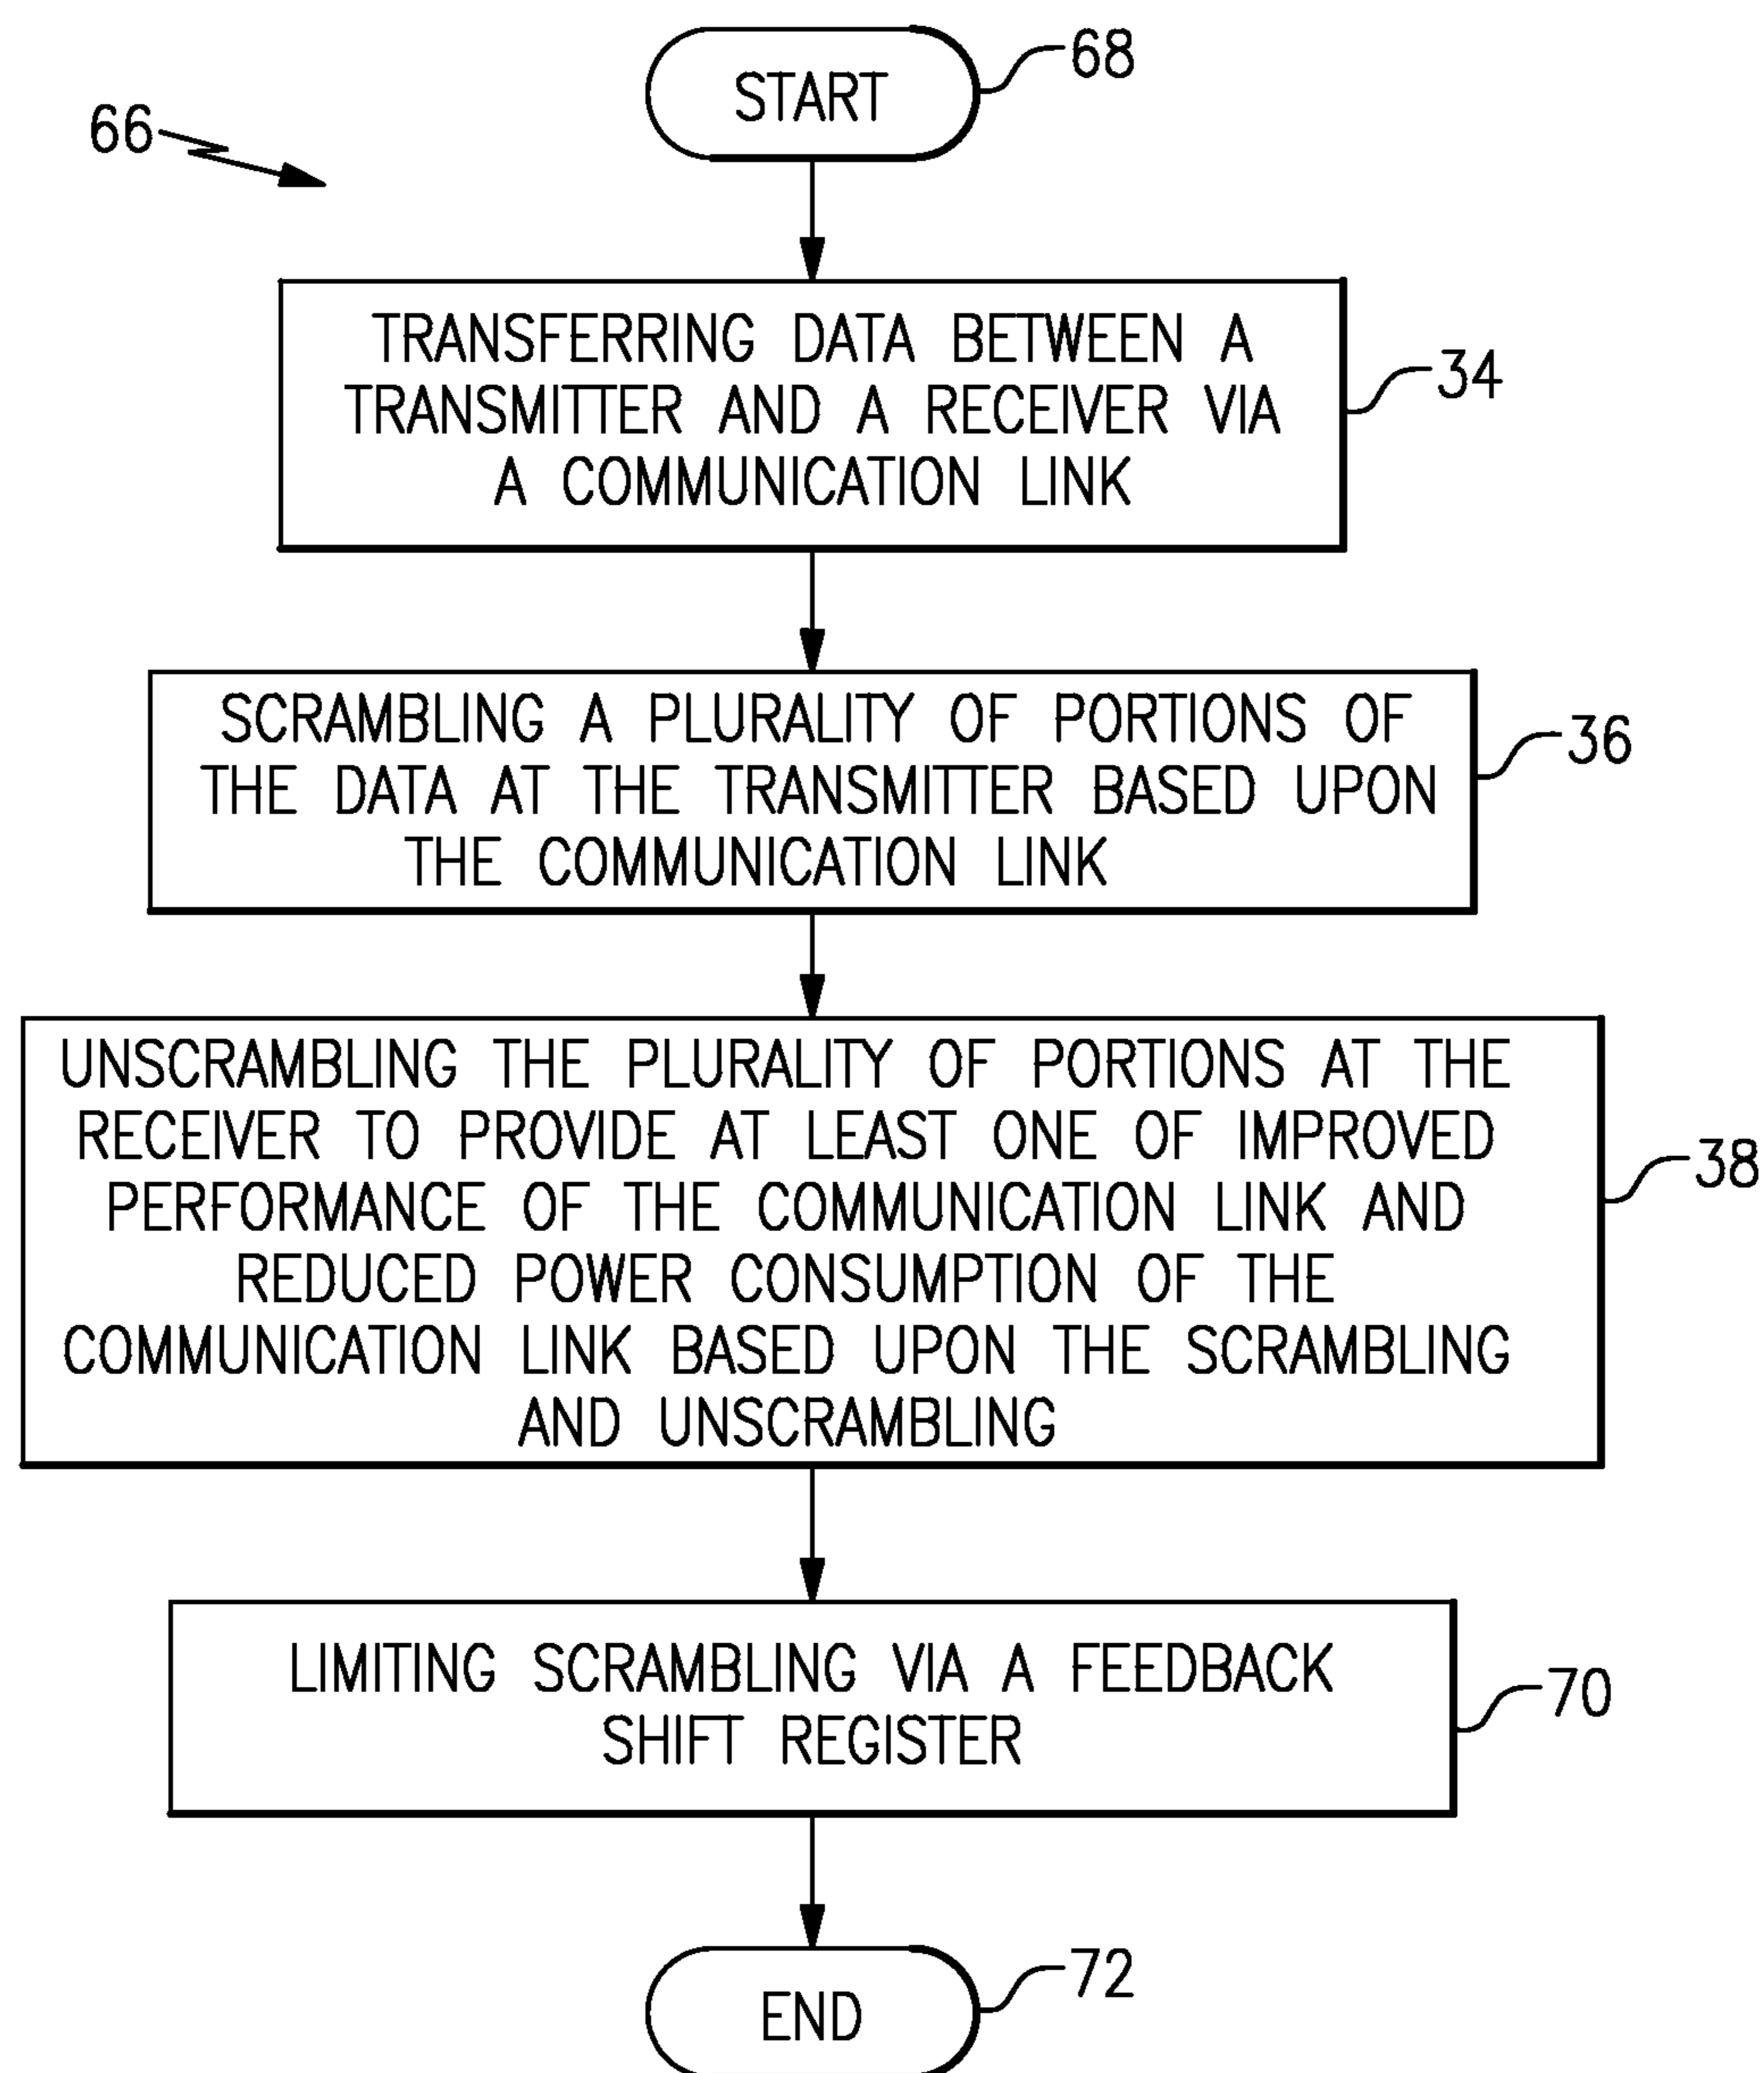 START
68
66
TRANSFERRING DATA BETWEEN A
TRANSMITTER AND A RECEIVER VIA
A COMMUNICATION LINK
34
SCRAMBLING A PLURALITY OF PORTIONS OF
THE DATA AT THE TRANSMITTER BASED UPON
THE COMMUNICATION LINK
36
UNSCRAMBLING THE PLURALITY OF PORTIONS AT THE
RECEIVER TO PROVIDE AT LEAST ONE OF IMPROVED
PERFORMANCE OF THE COMMUNICATION LINK AND
REDUCED POWER CONSUMPTION OF THE
COMMUNICATION LINK BASED UPON THE SCRAMBLING
AND UNSCRAMBLING
38
LIMITING SCRAMBLING VIA A FEEDBACK
SHIFT REGISTER
70
END
72